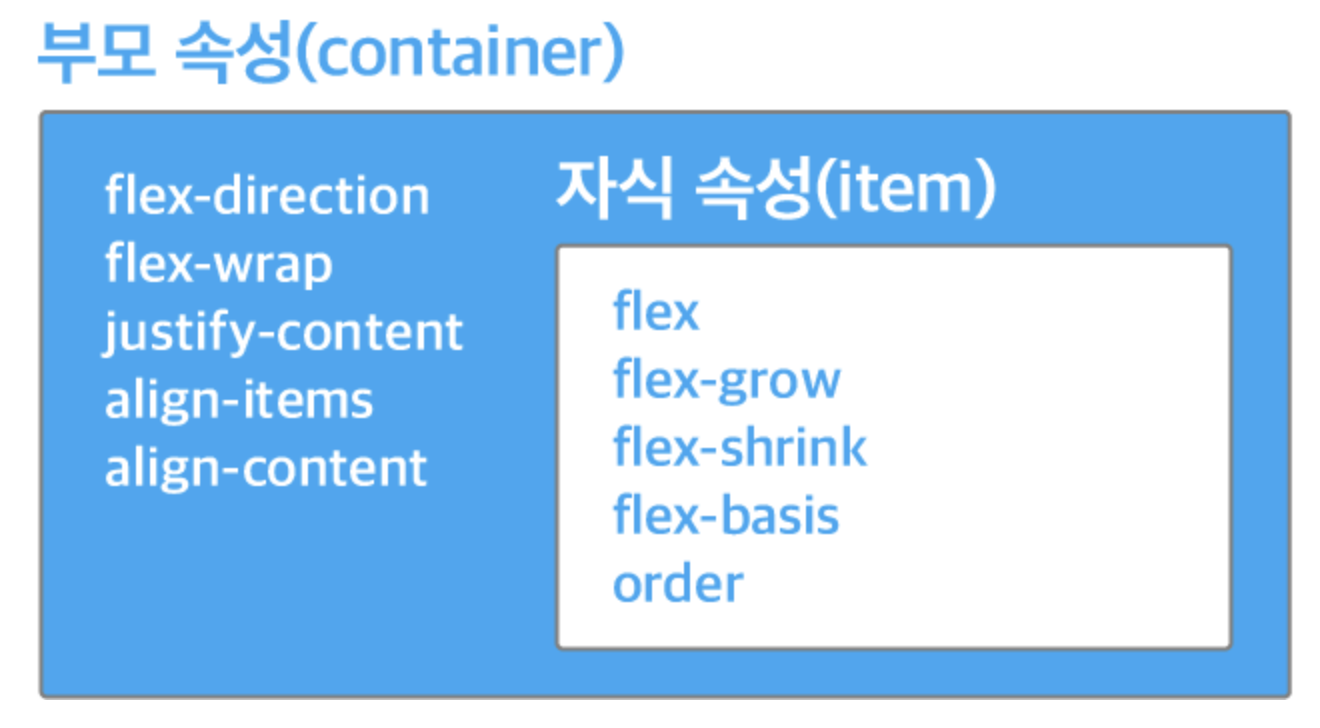 부모 속성(container)
flex-direction
flex-wrap
justify-content
align-items
align-content
자식 속성(item)
flex
flex-grow
flex-shrink
flex-basis
order